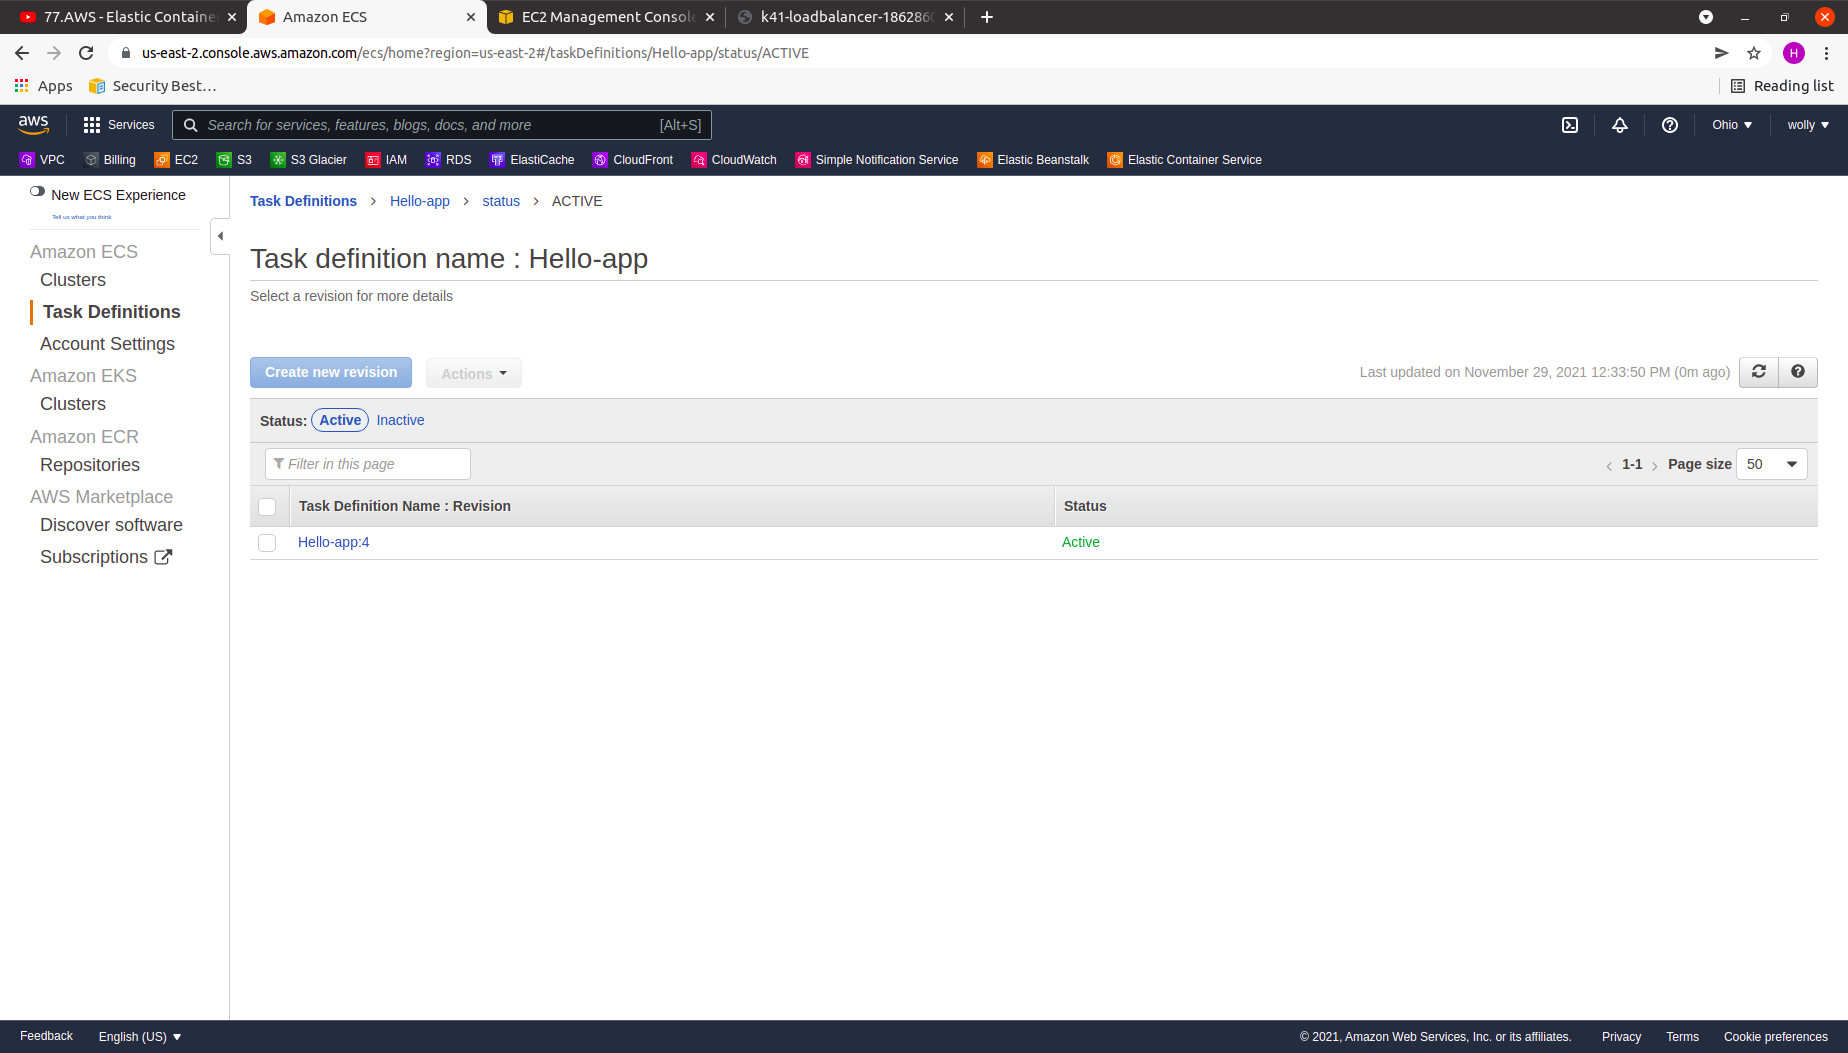 77.AWS - Elastic Containe
Amazon ECS
EC2 Management Console
k41-loadbalancer-186286
us-east-2.console.aws.amazon.com/ecs/home?region=us-east-2#/taskDefinitions/Hello-app/status/ACTIVE
H
Apps
Security Best…
Reading list
aws
Services
Search for services, features, blogs, docs, and more
[Alt+S]
Ohio
wolly
VPC
Billing
EC2
S3
S3 Glacier
IAM
RDS
ElastiCache
CloudFront
CloudWatch
Simple Notification Service
Elastic Beanstalk
Elastic Container Service
New ECS Experience
Tell us what you think
Amazon ECS
Clusters
Task Definitions
Account Settings
Amazon EKS
Clusters
Amazon ECR
Repositories
AWS Marketplace
Discover software
Subscriptions
Task Definitions > Hello-app > status > ACTIVE
Task definition name : Hello-app
Select a revision for more details
Create new revision
Actions
Last updated on November 29, 2021 12:33:50 PM (0m ago)
Status: Active Inactive
Filter in this page
< 1-1 > Page size 50
Task Definition Name : Revision
Status
Hello-app:4
Active
Feedback
English (US)
© 2021, Amazon Web Services, Inc. or its affiliates.
Privacy
Terms
Cookie preferences